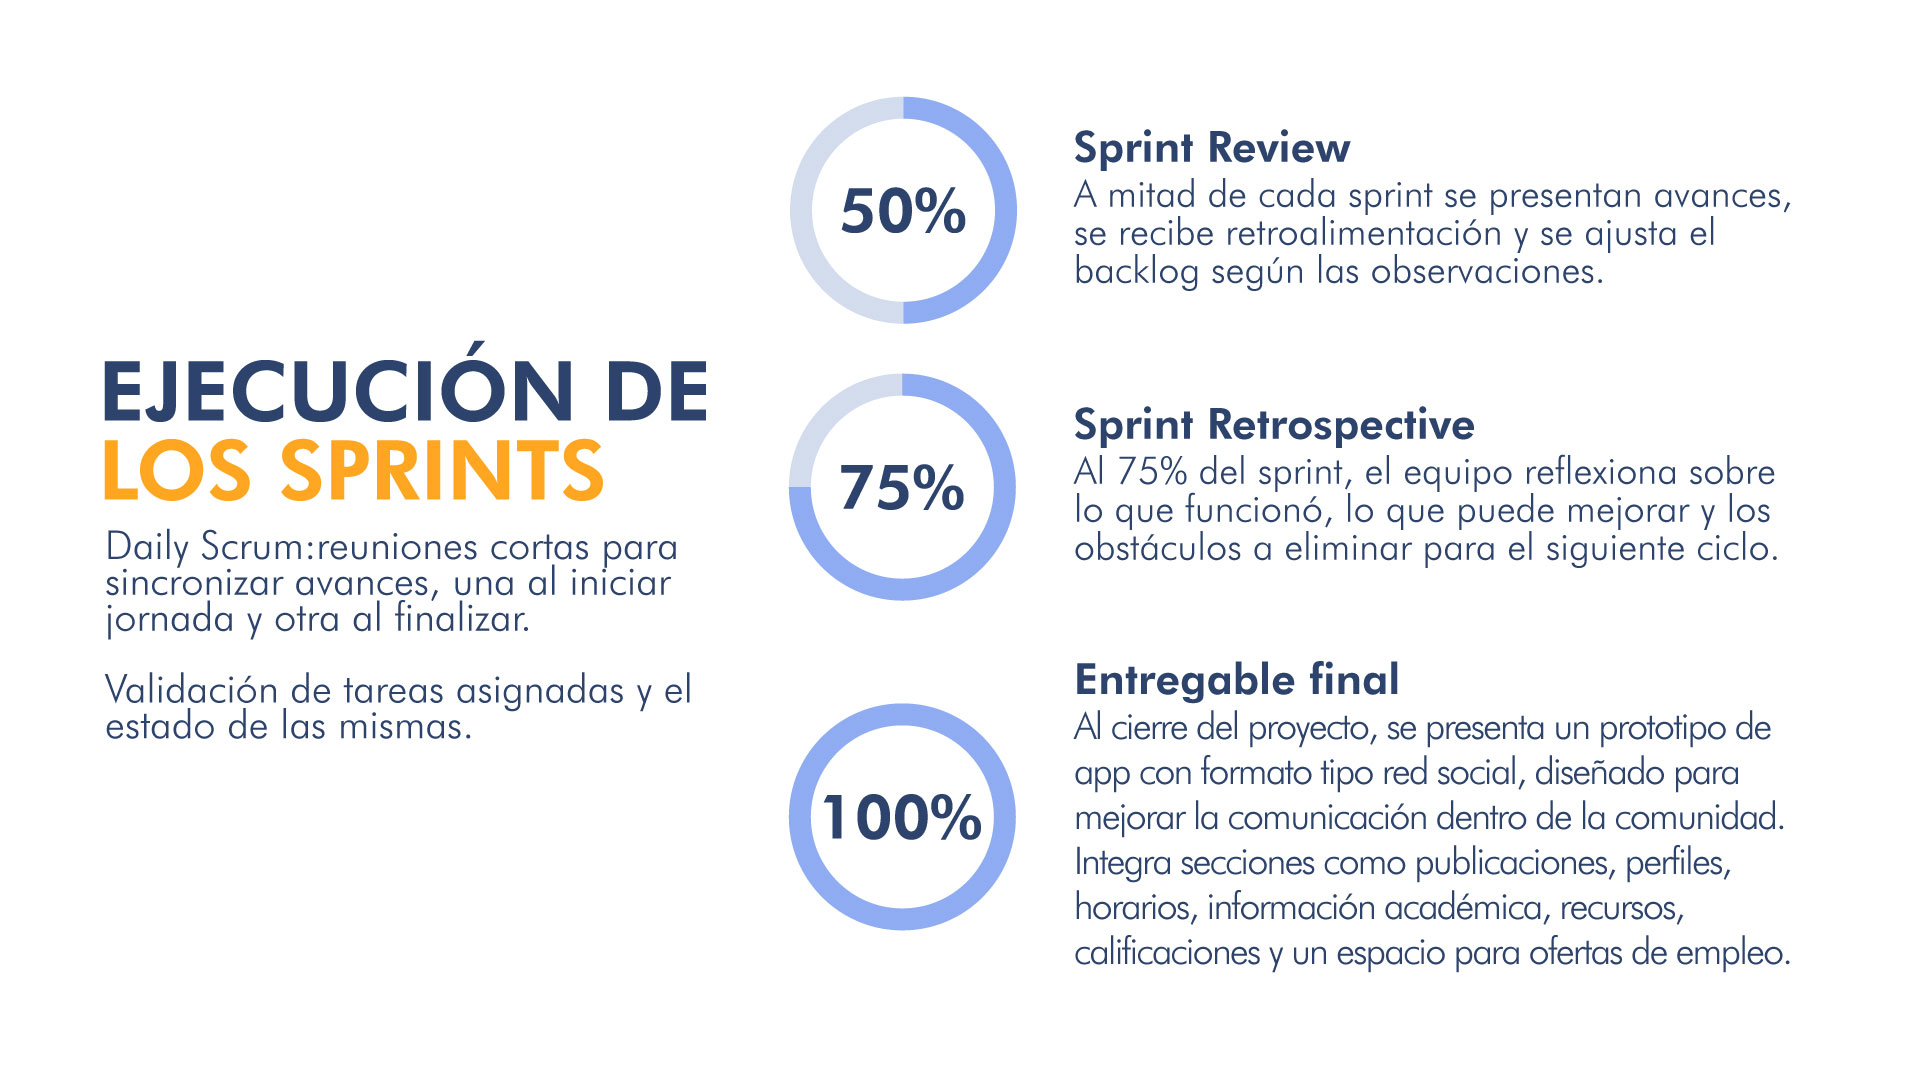 EJECUCIÓN DE
LOS SPRINTS
Daily Scrum:reuniones cortas para
sincronizar avances, una al iniciar
jornada y otra al finalizar.
Validación de tareas asignadas y el
estado de las mismas.
50%
Sprint Review
A mitad de cada sprint se presentan avances,
se recibe retroalimentación y se ajusta el
backlog según las observaciones.
75%
Sprint Retrospective
Al 75% del sprint, el equipo reflexiona sobre
lo que funcionó, lo que puede mejorar y los
obstáculos a eliminar para el siguiente ciclo.
100%
Entregable final
Al cierre del proyecto, se presenta un prototipo de
app con formato tipo red social, diseñado para
mejorar la comunicación dentro de la comunidad.
Integra secciones como publicaciones, perfiles,
horarios, información académica, recursos,
calificaciones y un espacio para ofertas de empleo.